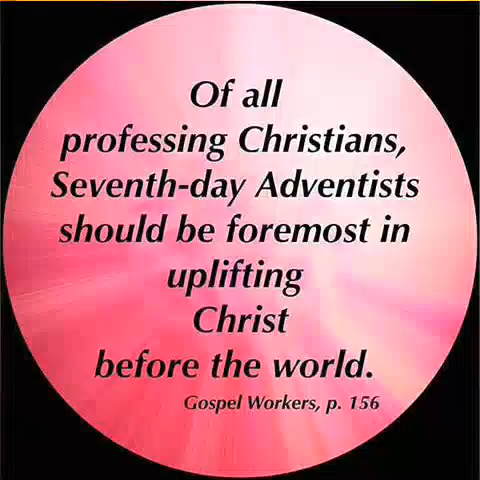 Of all
professing Christians,
Seventh-day Adventists
should be foremost in
uplifting
Christ
before the world.
Gospel Workers, p. 156